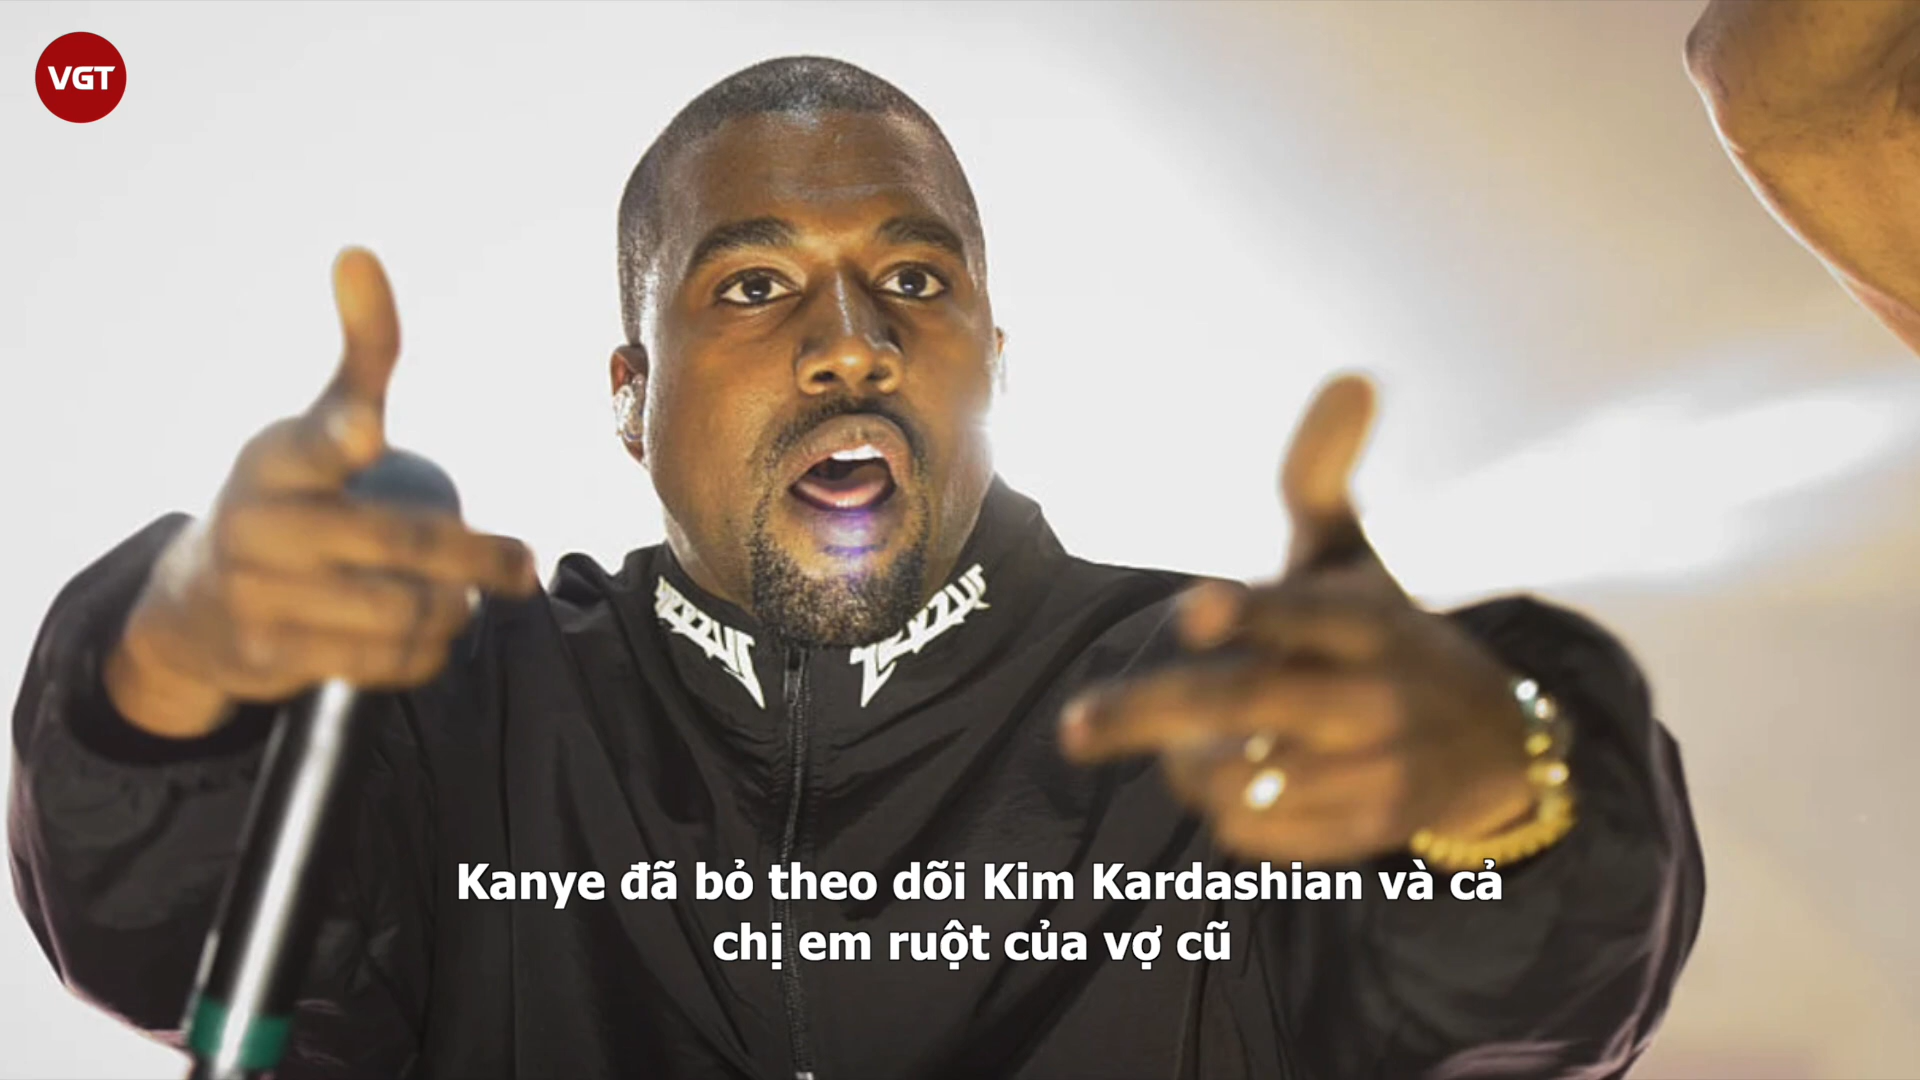 VGT
Kanye đã bỏ theo dõi Kim Kardashian và cả
chị em ruột của vợ cũ